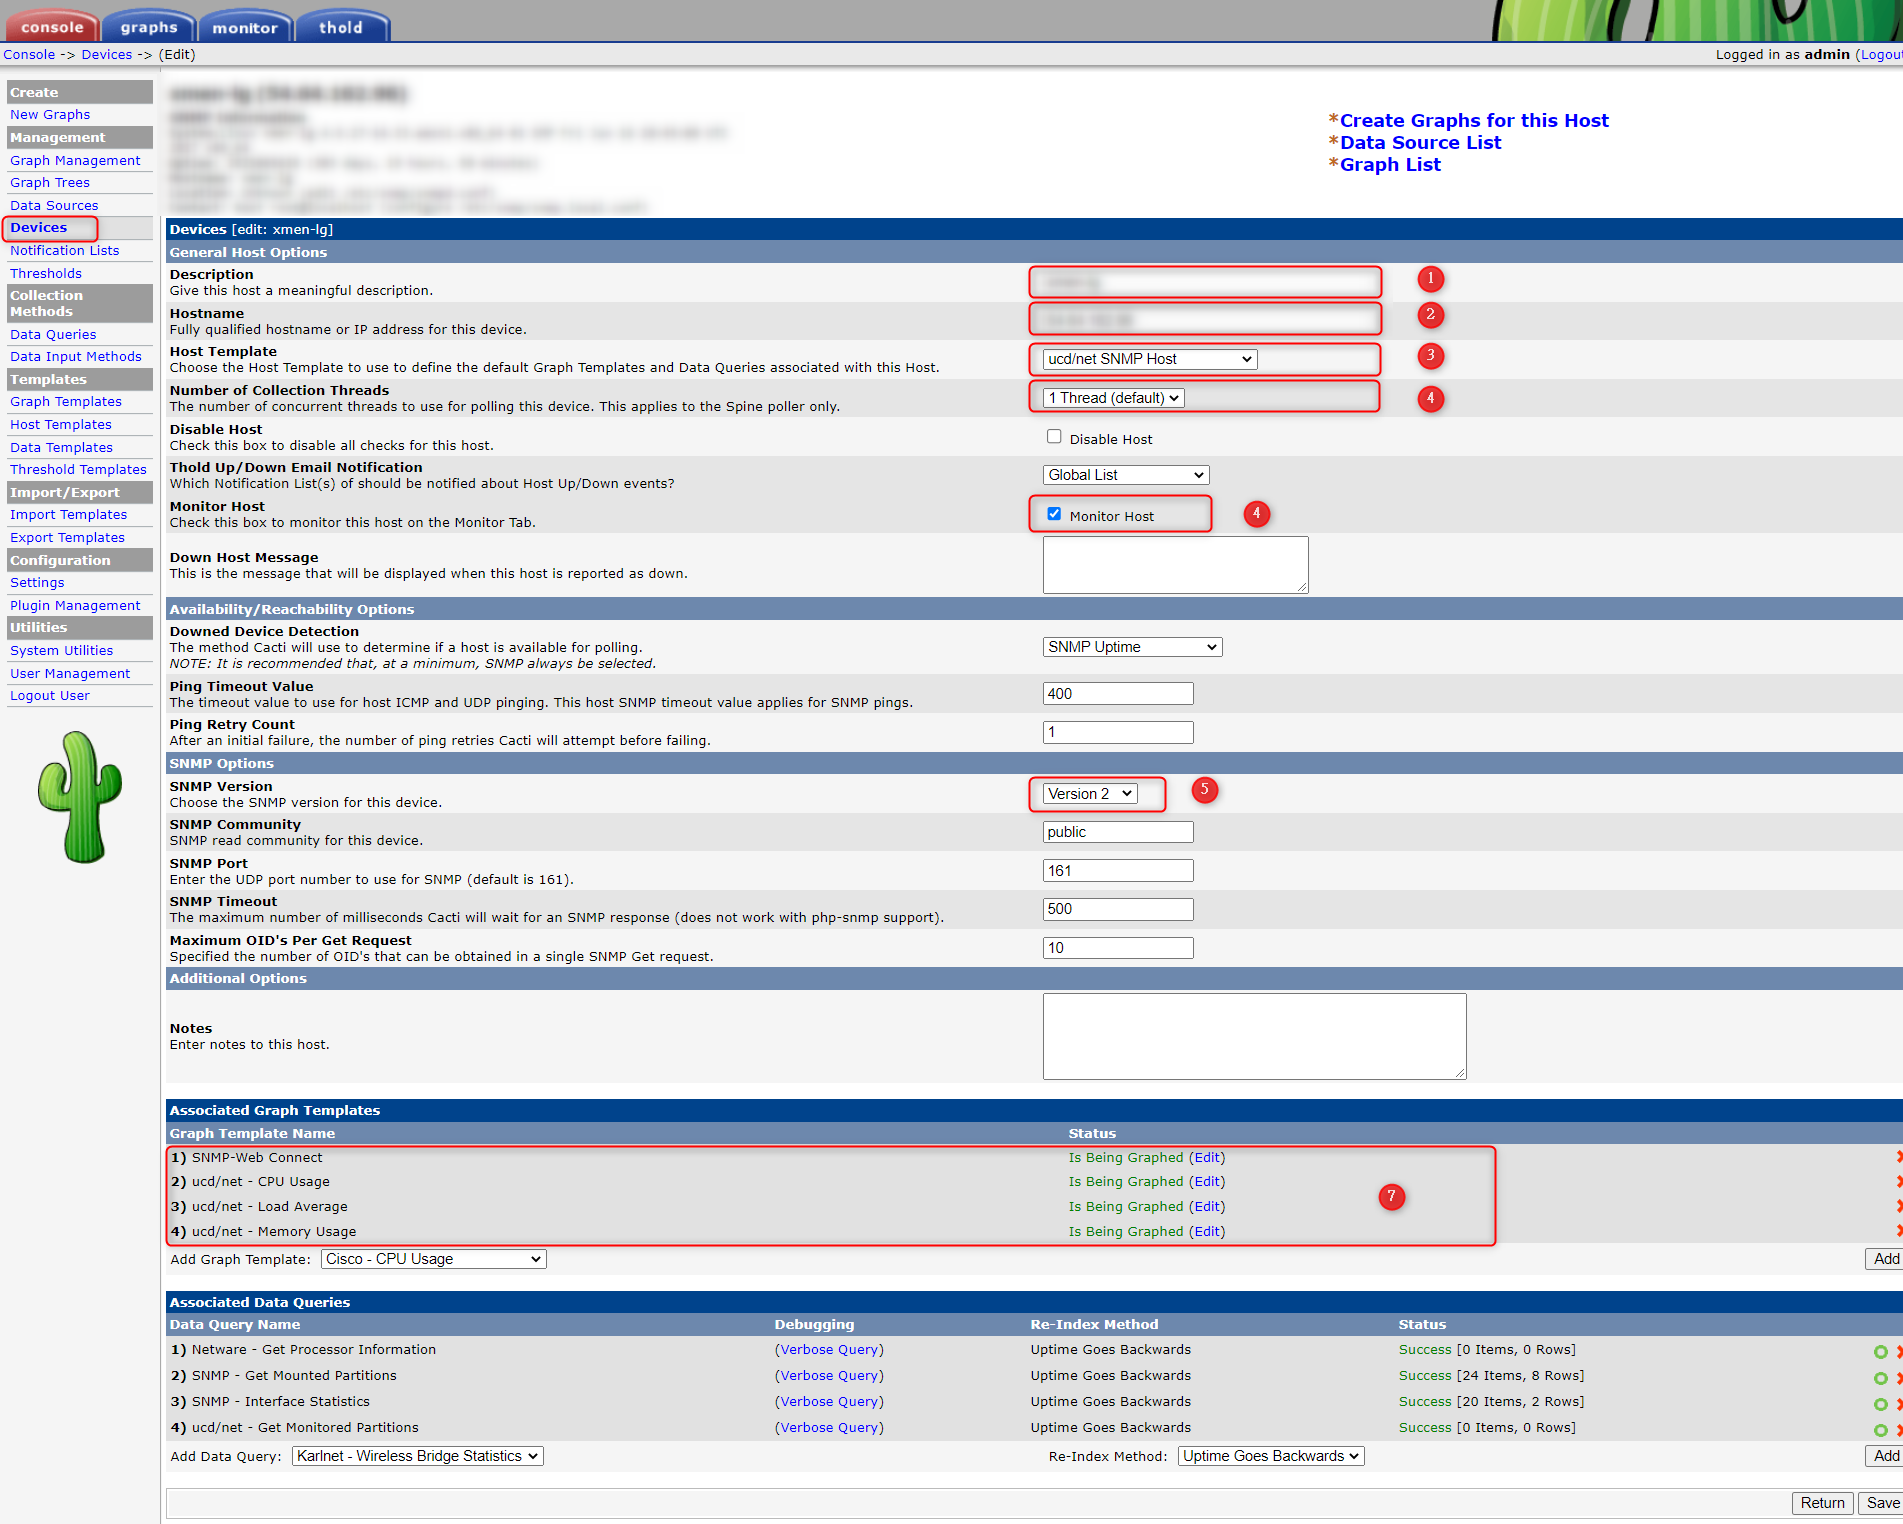 console
graphs
monitor
thold
Console -> Devices -> (Edit)
Logged in as admin (Logout
Create
New Graphs
Management
Graph Management
Graph Trees
Data Sources
Devices
Notification Lists
Thresholds
Collection
Methods
Data Queries
Data Input Methods
Templates
Graph Templates
Host Templates
Data Templates
Threshold Templates
Import/Export
Import Templates
Export Templates
Configuration
Settings
Plugin Management
Utilities
System Utilities
User Management
Logout User
*Create Graphs for this Host
*Data Source List
*Graph List
Devices [edit: xmen-lg]
General Host Options
Description
Give this host a meaningful description.
1
Hostname
Fully qualified hostname or IP address for this device.
2
Host Template
Choose the Host Template to use to define the default Graph Templates and Data Queries associated with this Host.
ucd/net SNMP Host
3
Number of Collection Threads
The number of concurrent threads to use for polling this device. This applies to the Spine poller only.
1 Thread (default)
4
Disable Host
Check this box to disable all checks for this host.
Disable Host
Thold Up/Down Email Notification
Which Notification List(s) of should be notified about Host Up/Down events?
Global List
Monitor Host
Check this box to monitor this host on the Monitor Tab.
Monitor Host
4
Down Host Message
This is the message that will be displayed when this host is reported as down.
Availability/Reachability Options
Downed Device Detection
The method Cacti will use to determine if a host is available for polling.
NOTE: It is recommended that, at a minimum, SNMP always be selected.
SNMP Uptime
Ping Timeout Value
The timeout value to use for host ICMP and UDP pinging. This host SNMP timeout value applies for SNMP pings.
400
Ping Retry Count
After an initial failure, the number of ping retries Cacti will attempt before failing.
1
SNMP Options
SNMP Version
Choose the SNMP version for this device.
Version 2
5
SNMP Community
SNMP read community for this device.
public
SNMP Port
Enter the UDP port number to use for SNMP (default is 161).
161
SNMP Timeout
The maximum number of milliseconds Cacti will wait for an SNMP response (does not work with php-snmp support).
500
Maximum OID's Per Get Request
Specified the number of OID's that can be obtained in a single SNMP Get request.
10
Additional Options
Notes
Enter notes to this host.
Associated Graph Templates
Graph Template Name Status
1) SNMP-Web Connect Is Being Graphed (Edit)
2) ucd/net - CPU Usage Is Being Graphed (Edit)
3) ucd/net - Load Average Is Being Graphed (Edit)
4) ucd/net - Memory Usage Is Being Graphed (Edit)
7
Add Graph Template: Cisco - CPU Usage Add
Associated Data Queries
Data Query Name Debugging Re-Index Method Status
1) Netware - Get Processor Information (Verbose Query) Uptime Goes Backwards Success [0 Items, 0 Rows]
2) SNMP - Get Mounted Partitions (Verbose Query) Uptime Goes Backwards Success [24 Items, 8 Rows]
3) SNMP - Interface Statistics (Verbose Query) Uptime Goes Backwards Success [20 Items, 2 Rows]
4) ucd/net - Get Monitored Partitions (Verbose Query) Uptime Goes Backwards Success [0 Items, 0 Rows]
Add Data Query: Karlnet - Wireless Bridge Statistics Re-Index Method: Uptime Goes Backwards Add
Return Save